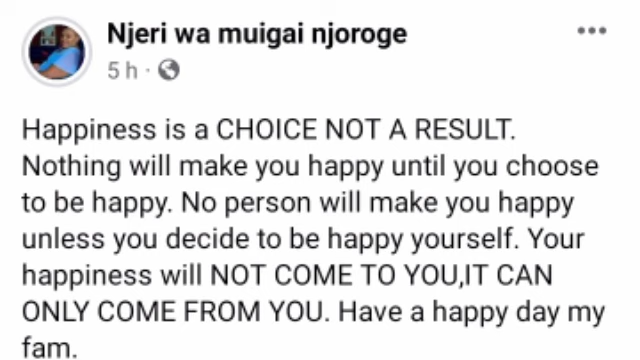 Njeri wa muigai njoroge
5 h ·
Happiness is a CHOICE NOT A RESULT.
Nothing will make you happy until you choose
to be happy. No person will make you happy
unless you decide to be happy yourself. Your
happiness will NOT COME TO YOU,IT CAN
ONLY COME FROM YOU. Have a happy day my
fam.